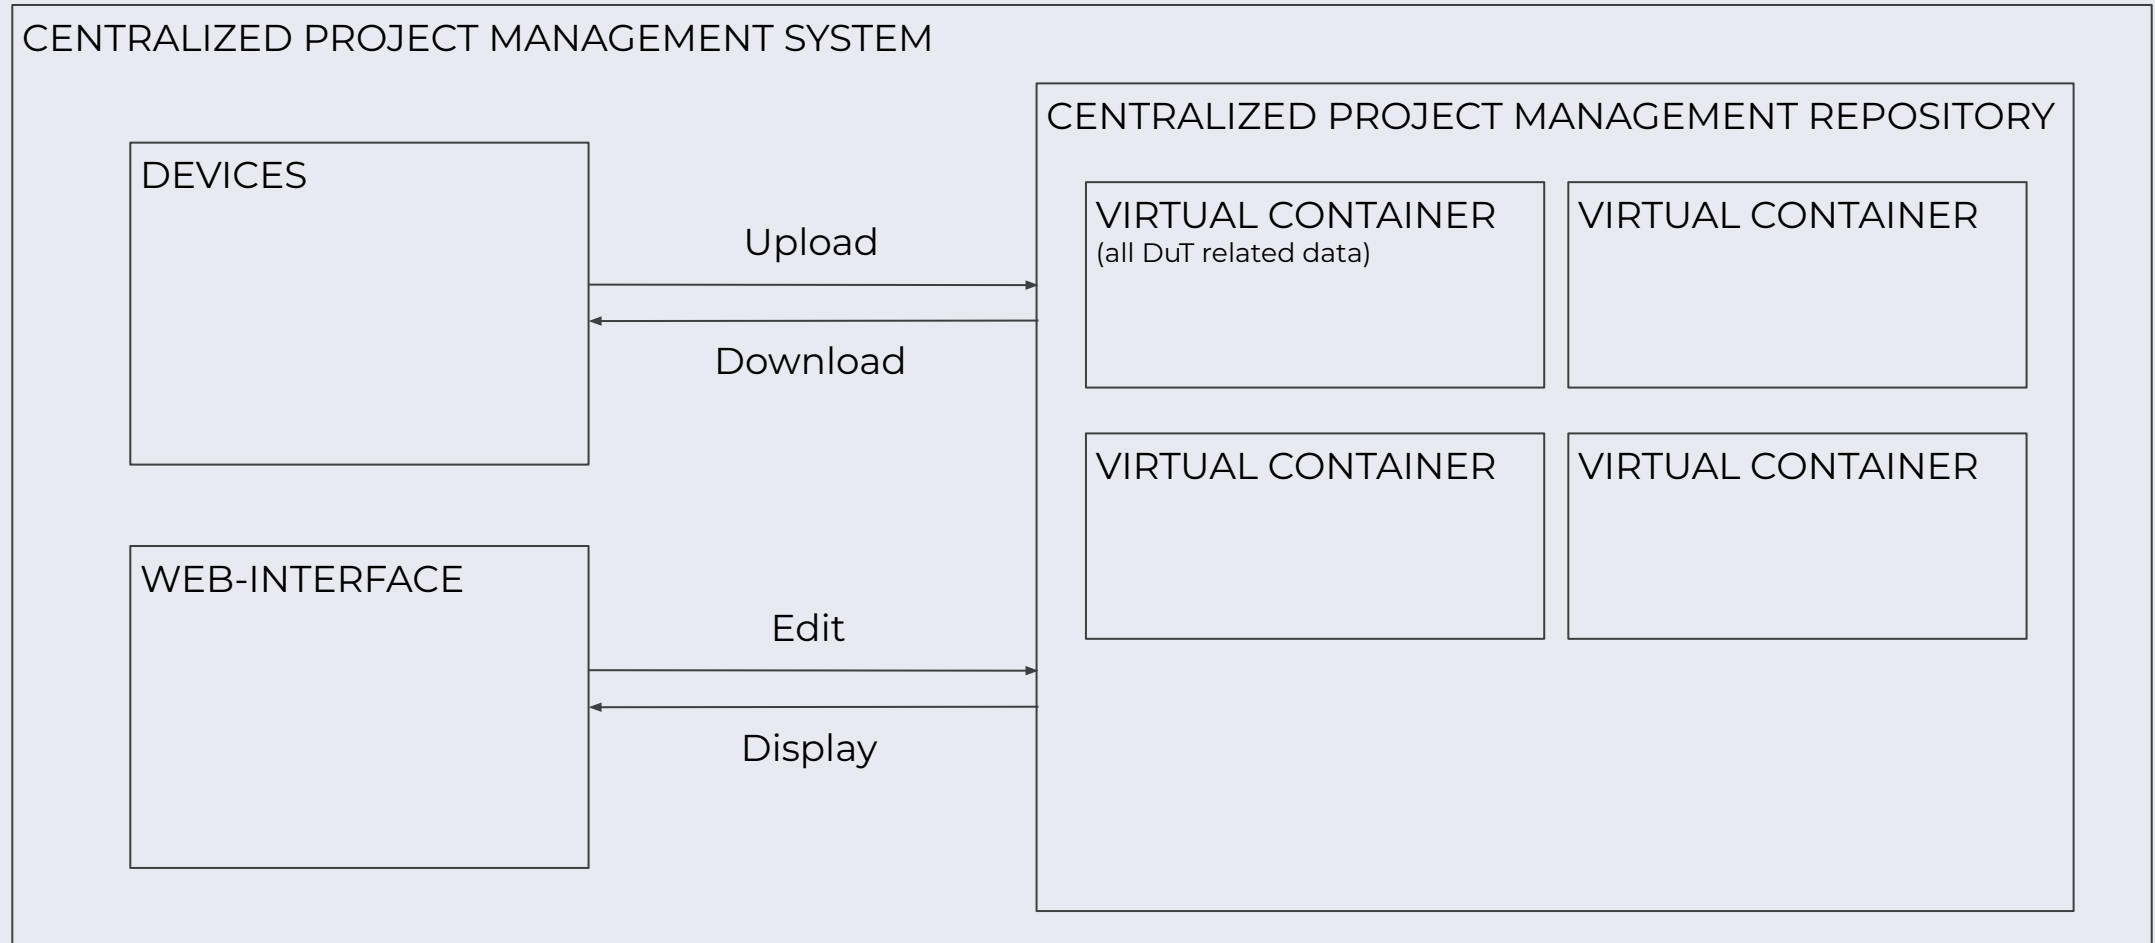 CENTRALIZED PROJECT MANAGEMENT SYSTEM
DEVICES
Upload
Download
WEB-INTERFACE
Edit
Display
CENTRALIZED PROJECT MANAGEMENT REPOSITORY
VIRTUAL CONTAINER
(all DuT related data)
VIRTUAL CONTAINER
VIRTUAL CONTAINER
VIRTUAL CONTAINER